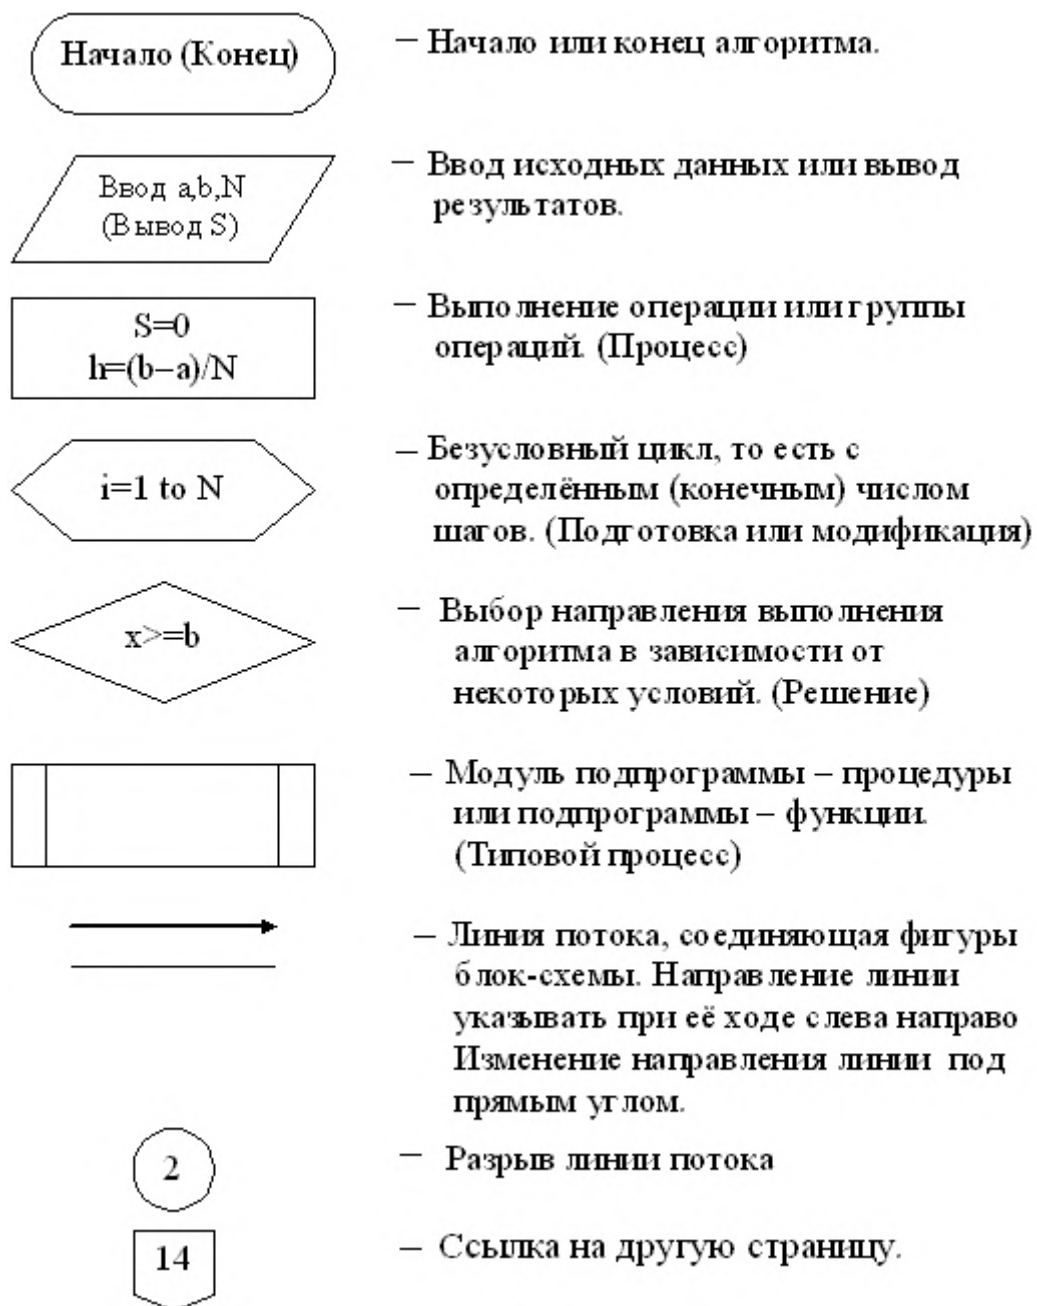 Начало (Конец) – Начало или конец алгоритма.
Ввод a,b,N – Ввод исходных данных или вывод
(Вывод S) результатов.
S=0 – Выполнение операции или группы
h=(b–a)/N операций. (Процесс)
– Безусловный цикл, то есть с
i=1 to N определённым (конечным) числом
шагов. (Подготовка или модификация)
x>=b – Выбор направления выполнения
алгоритма в зависимости от
некоторых условий. (Решение)
– Модуль подпрограммы – процедуры
или подпрограммы – функции.
(Типовой процесс)
– Линия потока, соединяющая фигуры
блок-схемы. Направление линии
указывать при её ходе слева направо
Изменение направления линии под
прямым углом.
2 – Разрыв линии потока
14 – Ссылка на другую страницу.